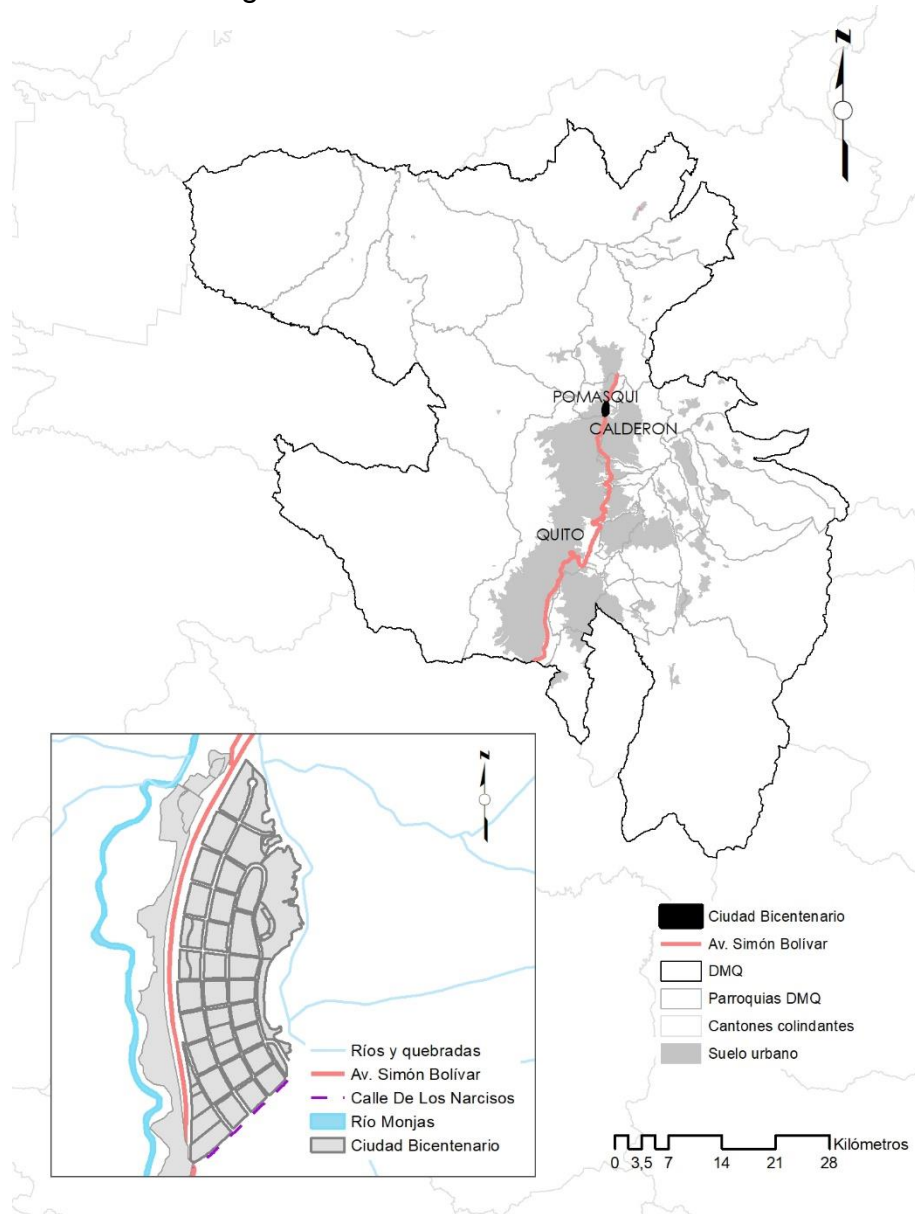 N
POMASQUI
CALDERON
QUITO
N
Ríos y quebradas
Av. Simón Bolívar
Calle De Los Narcisos
Río Monjas
Ciudad Bicentenario
Ciudad Bicentenario
Av. Simón Bolívar
DMQ
Parroquias DMQ
Cantones colindantes
Suelo urbano
Kilómetros
0 3,5 7 14 21 28